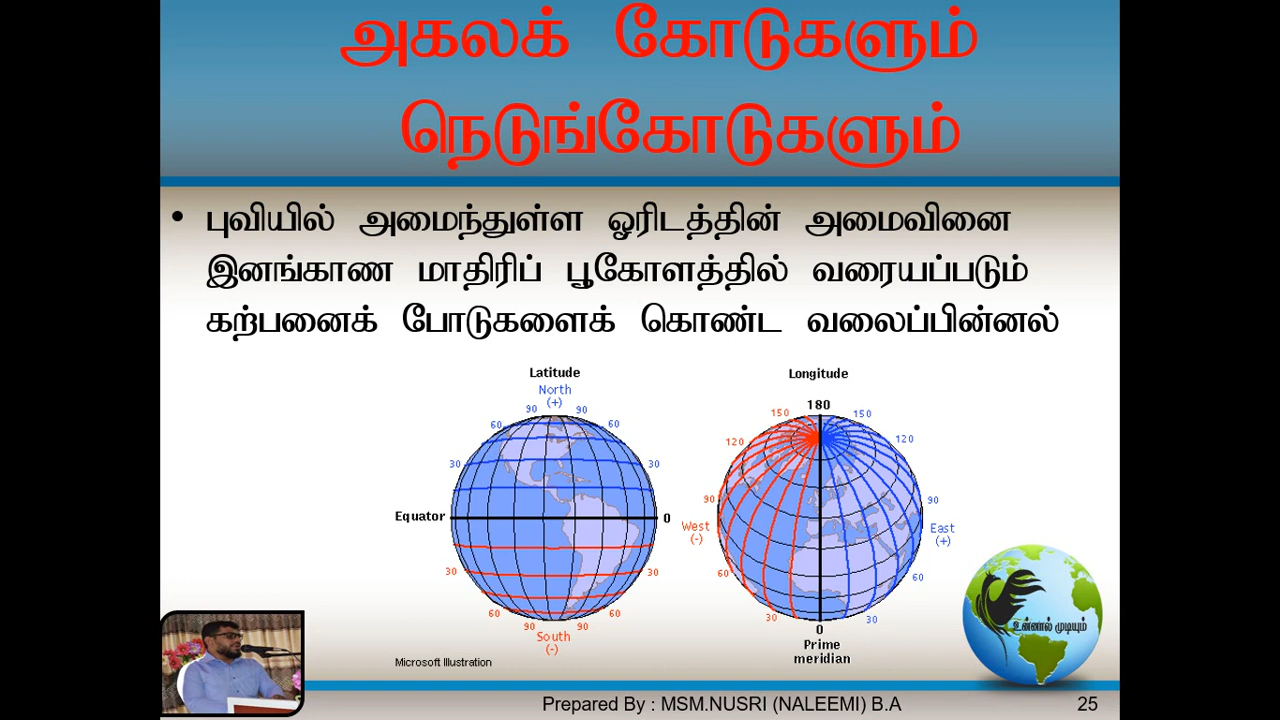 அகலக் கோடுகளும்
நெடுங்கோடுகளும்
• புவியில் அமைந்துள்ள ஓரிடத்தின் அமைவினை
இனங்காண மாதிரிப் பூகோளத்தில் வரையப்படும்
கற்பனைக் போடுகளைக் கொண்ட வலைப்பின்னல்
Latitude
North
(+)
90 90
60 60
30 30
Equator 0
30 30
60 60
90 90
South
(-)
Longitude
180
150 150
120 120
90 90
West
(-)
East
(+)
60 60
30 30
0
Prime
meridian
Microsoft Illustration
உன்னால் முடியும்
Prepared By : MSM.NUSRI (NALEEMI) B.A
25